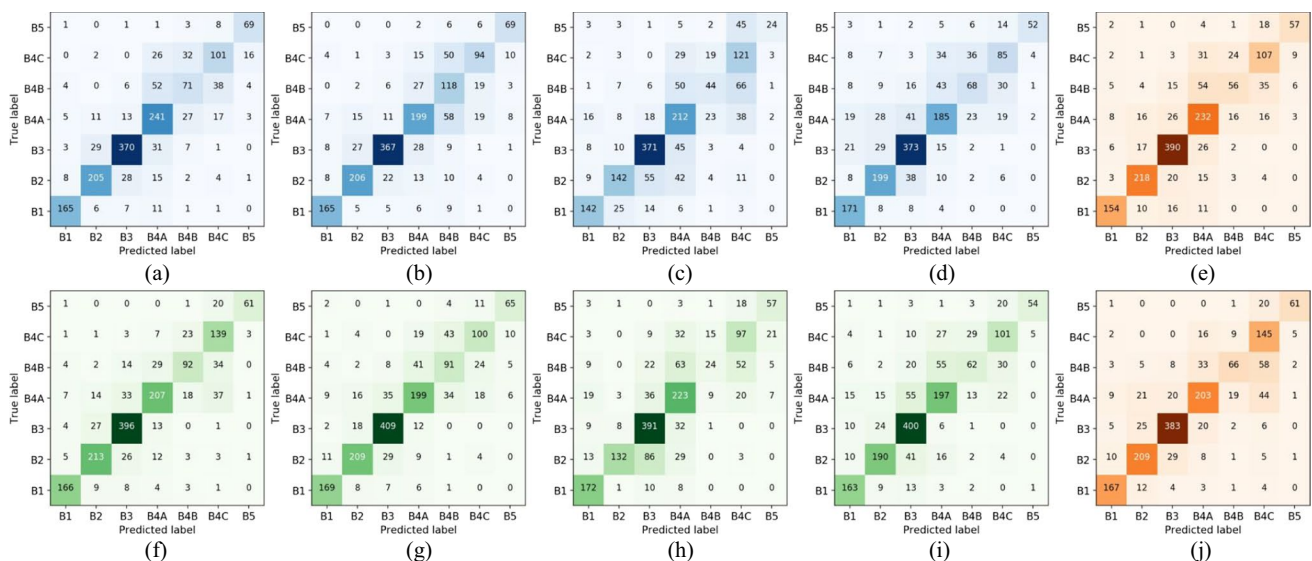 True label
B5 1 0 1 1 3 8 69
B4C 0 2 0 26 32 101 16
B4B 4 0 6 52 71 38 4
B4A 5 11 13 241 27 17 3
B3 3 29 370 31 7 1 0
B2 8 205 28 15 2 4 1
B1 165 6 7 11 1 1 0
B1 B2 B3 B4A B4B B4C B5
Predicted label
(a)
True label
B5 4 0 0 2 2 6 69
B4C 4 1 3 15 50 94 10
B4B 0 2 6 27 118 19 3
B4A 7 15 11 199 58 19 8
B3 8 27 367 28 9 1 1
B2 8 206 22 13 10 4 0
B1 165 5 5 6 9 1 0
B1 B2 B3 B4A B4B B4C B5
Predicted label
(b)
True label
B5 3 3 1 5 2 45 24
B4C 2 3 0 29 19 121 3
B4B 1 7 6 50 44 66 1
B4A 16 8 18 212 23 38 2
B3 8 10 371 45 3 4 0
B2 9 142 55 42 4 11 0
B1 142 25 14 6 1 3 0
B1 B2 B3 B4A B4B B4C B5
Predicted label
(c)
True label
B5 3 1 2 5 6 14 52
B4C 8 7 3 34 36 85 4
B4B 8 9 16 43 68 30 1
B4A 19 28 41 185 23 19 2
B3 21 29 373 15 2 1 0
B2 8 199 38 10 2 6 0
B1 171 8 8 4 0 0 0
B1 B2 B3 B4A B4B B4C B5
Predicted label
(d)
True label
B5 2 1 0 4 1 18 57
B4C 0 3 3 31 24 107 9
B4B 5 4 15 54 56 35 6
B4A 8 16 26 232 16 16 3
B3 6 17 390 26 2 0 0
B2 3 218 20 15 3 4 0
B1 154 10 16 11 0 0 0
B1 B2 B3 B4A B4B B4C B5
Predicted label
(e)
True label
B5 1 0 0 0 1 20 61
B4C 1 1 3 7 23 139 3
B4B 4 2 14 29 92 34 0
B4A 7 14 33 207 18 37 1
B3 4 27 396 13 0 1 0
B2 5 213 26 12 3 3 1
B1 166 9 8 4 3 1 0
B1 B2 B3 B4A B4B B4C B5
Predicted label
(f)
True label
B5 2 0 1 0 4 11 65
B4C 1 4 0 19 43 100 10
B4B 4 2 8 41 91 24 5
B4A 9 16 35 199 34 18 6
B3 2 18 409 12 0 0 0
B2 11 209 29 9 1 4 0
B1 169 8 7 6 1 0 0
B1 B2 B3 B4A B4B B4C B5
Predicted label
(g)
True label
B5 3 1 0 3 1 18 57
B4C 3 0 9 32 15 97 21
B4B 9 0 22 63 24 52 5
B4A 19 3 36 223 9 20 7
B3 9 8 391 32 1 0 0
B2 13 132 86 29 0 3 0
B1 172 1 10 8 0 0 0
B1 B2 B3 B4A B4B B4C B5
Predicted label
(h)
True label
B5 1 1 3 1 3 20 54
B4C 4 1 10 27 29 101 5
B4B 4 4 20 55 62 30 0
B4A 15 15 55 197 13 22 0
B3 10 24 400 6 1 0 0
B2 10 190 41 16 2 4 0
B1 163 9 13 3 2 1 0
B1 B2 B3 B4A B4B B4C B5
Predicted label
(i)
True label
B5 1 0 0 0 1 20 61
B4C 2 0 0 16 9 145 5
B4B 3 5 8 33 66 58 2
B4A 9 21 20 203 19 44 1
B3 5 25 383 20 2 6 0
B2 10 209 29 8 1 5 1
B1 167 12 4 3 1 4 0
B1 B2 B3 B4A B4B B4C B5
Predicted label
(j)